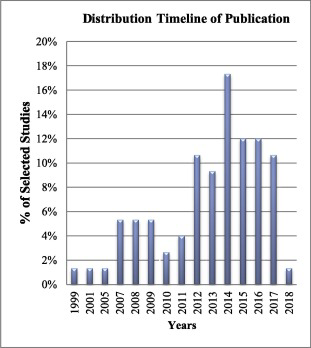 Distribution Timeline of Publication
20%
18%
16%
14%
12%
10%
8%
6%
4%
2%
0%
% of Selected Studies
1999 2001 2005 2007 2008 2009 2010 2011 2012 2013 2014 2015 2016 2017 2018
Years